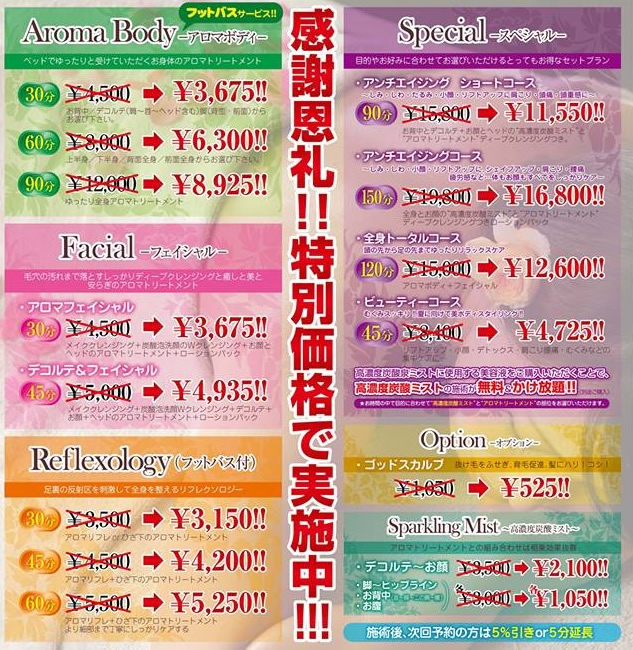 フットバスサービス!!
Aroma Body ーアロマボディー
ベッドでゆったりと受けていただくお身体のアロマトリートメント
30分 ¥4,500 ➡ ¥3,675!!
お背中／デコルテ(肩～首～ヘッド含む)脚(背面・前面)から
お選び下さい。
60分 ¥8,000 ➡ ¥6,300!!
上半身／下半身／背面全身／前面全身からお選び下さい。
90分 ¥12,000 ➡ ¥8,925!!
ゆったり全身アロマトリートメント
Facial ーフェイシャルー
毛穴の汚れまで落とすしっかりディープクレンジングと癒しと美と
安らぎのアロマトリートメント
・アロマフェイシャル
30分 ¥4,500 ➡ ¥3,675!!
メイククレンジング＋炭酸泡洗顔のWクレンジング＋お顔と
ヘッドのアロマトリートメント＋ローションパック
・デコルテ&フェイシャル
45分 ¥5,000 ➡ ¥4,935!!
メイククレンジング＋炭酸泡洗顔Wクレンジング＋デコルテ＋
お顔＋ヘッドのアロマトリートメント＋ローションパック
Reflexology (フットバス付)
足裏の反射区を刺激して全身を整えるリフレクソロジー
30分 ¥3,500 ➡ ¥3,150!!
アロマリフレ or ひざ下のアロマトリートメント
45分 ¥4,500 ➡ ¥4,200!!
アロマリフレ＋ひざ下のアロマトリートメント
60分 ¥5,500 ➡ ¥5,250!!
アロマリフレ＋ひざ下のアロマトリートメント
より細部まで丁寧にしっかりケアする
感謝恩礼!!特別価格で実施中!!!
Special ースペシャルー
目的やお好みに合わせてお選びいただけるとってもお得なセットプラン
・アンチエイジング ショートコース
～しみ・しわ・たるみ・小顔・リフトアップに肩こり・頭痛・頭重感に～
90分 ¥15,800 ➡ ¥11,550!!
お背中とデコルテ＋お顔とヘッドの"高濃度炭酸ミスト"と
"アロマトリートメント"ディープクレンジングつき。
・アンチエイジングコース
～しみ・しわ・小顔・リフトアップに シェイプアップ・肩こり・腰痛
疲労感など一体もお顔もすべてをしっかりケア～
150分 ¥19,800 ➡ ¥16,800!!
全身とお顔の"高濃度炭酸ミスト"と"アロマトリートメント"
ディープクレンジングつきローションパック
・全身トータルコース
頭の先から足の先までゆったりリラックスケア
120分 ¥15,000 ➡ ¥12,600!!
アロマボディ＋フェイシャル
・ビューティーコース
むくみスッキリ!!夏に向けて美ボディスタイリング!!
45分 ¥8,400 ➡ ¥4,725!!
リフトアップ・小顔・デトックス・肩こり腰痛・むくみなどの
集中ケアに…
高濃度炭酸泉ミストに使用する美容液をご購入いただくことで、
高濃度炭酸ミストの施術が無料でかけ放題!!
★お時間の中で目的に合わせて"高濃度炭酸ミスト"と"アロマトリートメント"の部位をお選びいただけます。
Option ーオプションー
・ゴッドスカルプ 抜け毛をふせぎ、育毛促進、髪にハリ!コシ!
¥1,050 ➡ ¥525!!
Sparkling Mist ～高濃度炭酸ミスト～
アロマトリートメントとの組み合わせは相乗効果抜群
・デコルテ～お顔 ¥3,500 ➡ ¥2,100!!
・脚～ヒップライン
・お背中
・お腹
各¥3,000 ➡ 各¥1,050!!
施術後、次回予約の方は5%引きor5分延長